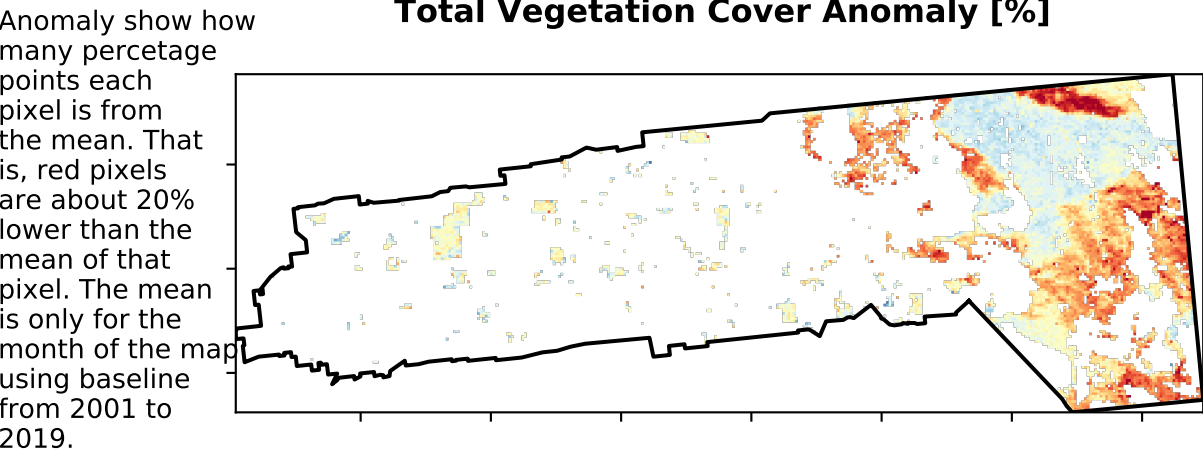 Total Vegetation Cover Anomaly [%]
Anomaly show how
many percetage
points each
pixel is from
the mean. That
is, red pixels
are about 20%
lower than the
mean of that
pixel. The mean
is only for the
month of the map
using baseline
from 2001 to
2019.